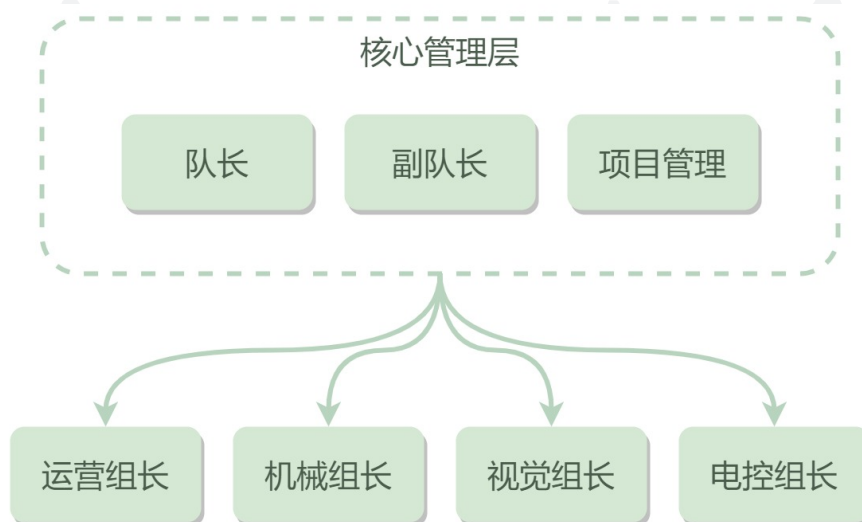 核心管理层
队长
副队长
项目管理
运营组长
机械组长
视觉组长
电控组长